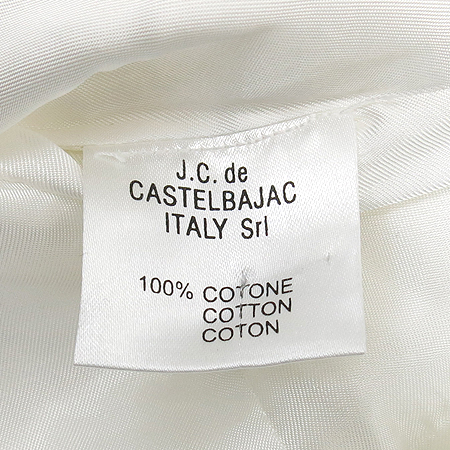 J.C. de
CASTELBAJAC
ITALY Srl
100% COTONE
COTTON
COTON